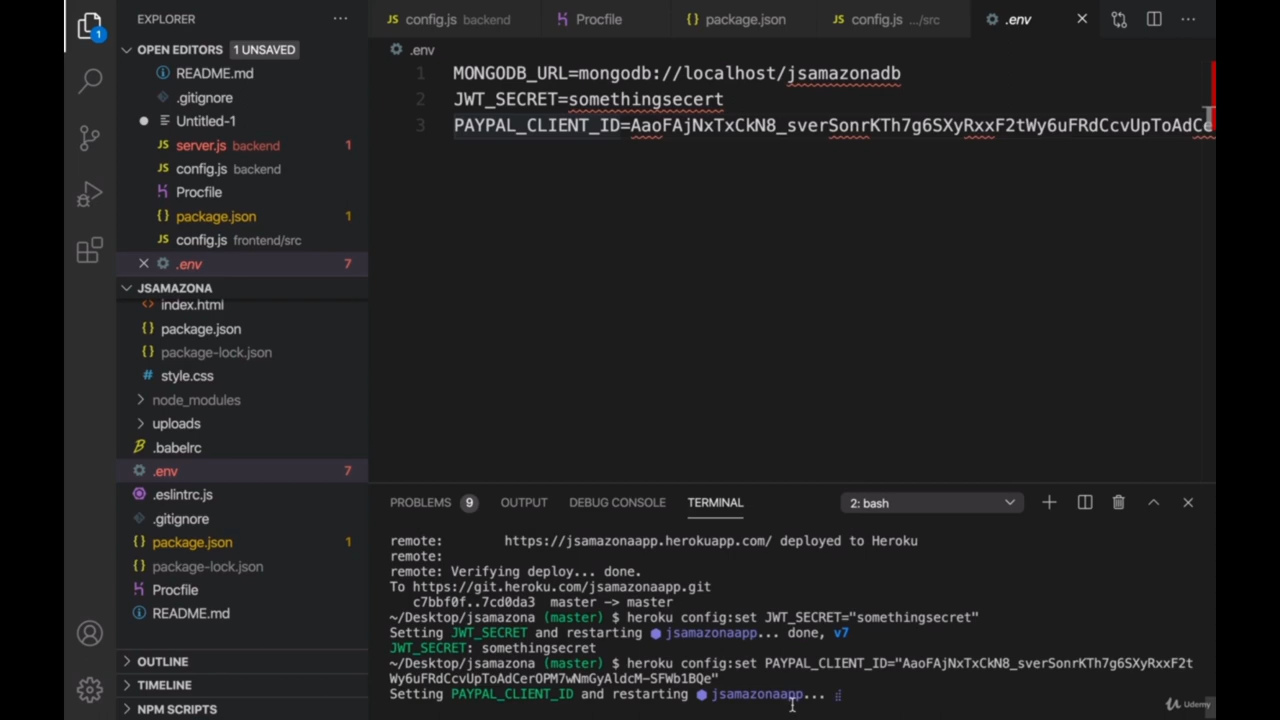 EXPLORER
OPEN EDITORS 1 UNSAVED
README.md
.gitignore
Untitled-1
JS server.js backend 1
JS config.js backend
Procfile
{} package.json 1
JS config.js frontend/src
.env 7
JSAMAZONA
index.html
{} package.json
{} package-lock.json
# style.css
node_modules
uploads
.babelrc
.env 7
.eslintrc.js
.gitignore
{} package.json 1
{} package-lock.json
Procfile
README.md
OUTLINE
TIMELINE
NPM SCRIPTS
1
JS config.js backend
Procfile
{} package.json
JS config.js .../src
.env
.env
1 MONGODB_URL=mongodb://localhost/jsamazonadb
2 JWT_SECRET=somethingsecert
3 PAYPAL_CLIENT_ID=AaoFAjNxTxCkN8_sverSonrKTh7g6SXyRxxF2tWy6uFRdCcvUpToAdCe
PROBLEMS 9 OUTPUT DEBUG CONSOLE TERMINAL 2: bash
remote: https://jsamazonaapp.herokuapp.com/ deployed to Heroku
remote:
remote: Verifying deploy... done.
To https://git.heroku.com/jsamazonaapp.git
c7bbf0f..7cd0da3 master -> master
~/Desktop/jsamazona (master) $ heroku config:set JWT_SECRET="somethingsecret"
Setting JWT_SECRET and restarting ⬢ jsamazonaapp... done, v7
JWT_SECRET: somethingsecret
~/Desktop/jsamazona (master) $ heroku config:set PAYPAL_CLIENT_ID="AaoFAjNxTxCkN8_sverSonrKTh7g6SXyRxxF2t
Wy6uFRdCcvUpToAdCerOPM7wNmGyAldcM-SFWb1BQe"
Setting PAYPAL_CLIENT_ID and restarting ⬢ jsamazonaapp...
Udemy